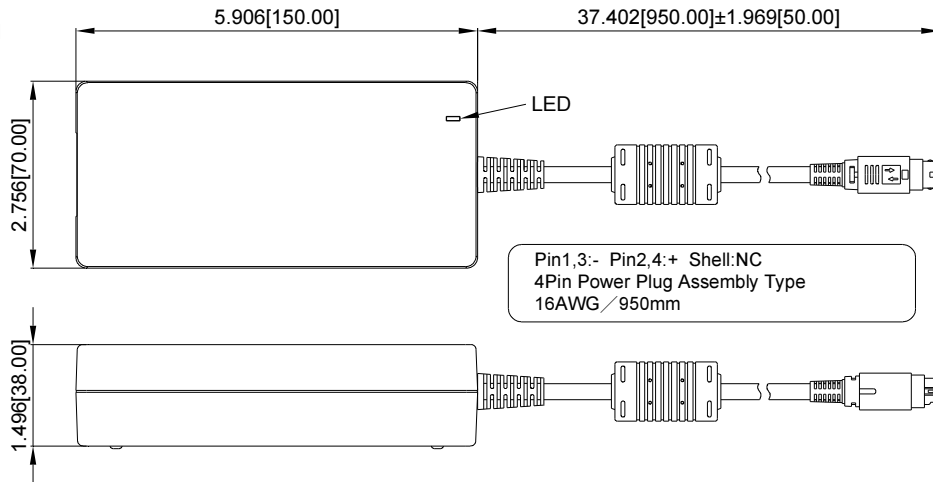 5.906[150.00]
37.402[950.00]±1.969[50.00]
LED
2.756[70.00]
Pin1,3:- Pin2,4:+ Shell:NC
4Pin Power Plug Assembly Type
16AWG／950mm
1.496[38.00]